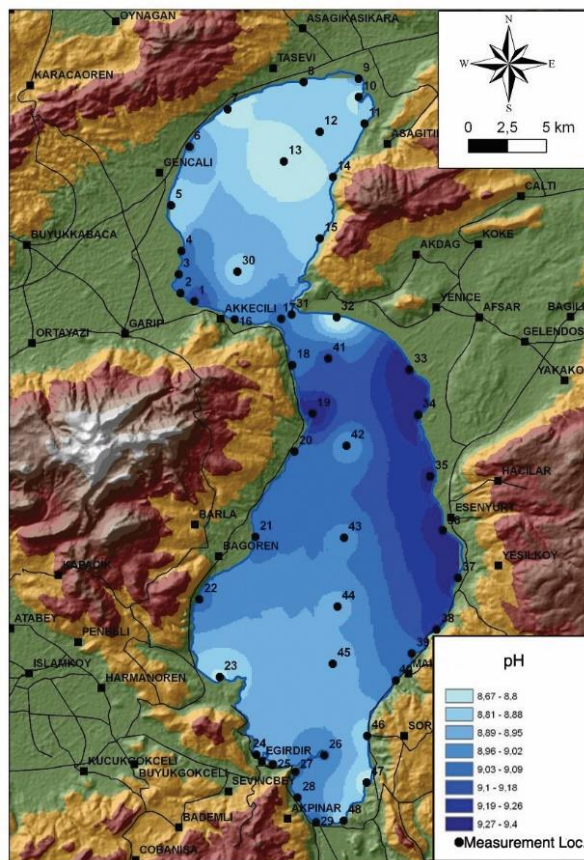 OYNAGAN
ASAGIKASIKARA
N
W E
S
0 2,5 5 km
TASEVI
KARACAOREN
8
9
10
7
11
12
ASAGITI
6
13
GENCALI
14
CALTI
5
15
KOKE
BUYUKKABACA
4
AKDAG
3
30
2
1
YENICE
31
BAGILI
AKKECILI
17
32
AFSAR
16
GARIP
ORTAYAZI
GELENDOS
41
18
33
YAKAKO
19
34
42
20
35
HACILAR
ESENYURT
BARLA
36
21
43
BAGOREN
YESILKOY
KAPACIK
37
22
44
ATABEY
38
PENBELI
45
39
23
ISLAMKOY
40
MA
HARMANOREN
46
SOR
24
EGIRDIR
26
25
27
KUCUKGOKCELI
BUYUKGOKCELI
47
SEVINCBEY
28
AKPINAR
48
29
BADEMLI
COBANISA
pH
8,67 - 8.8
8,81 - 8,88
8,89 - 8,95
8,96 - 9,02
9,03 - 9,09
9,1 - 9,18
9,19 - 9,26
9,27 - 9,4
Measurement Loc